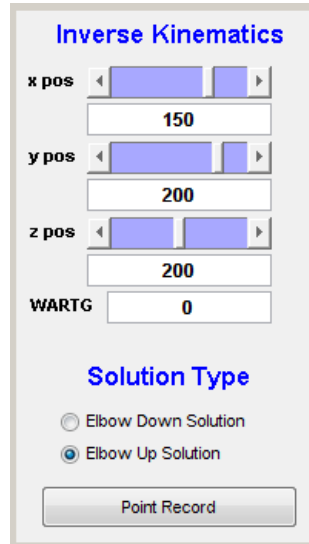 Inverse Kinematics
x pos
150
y pos
200
z pos
200
WARTG 0
Solution Type
Elbow Down Solution
Elbow Up Solution
Point Record